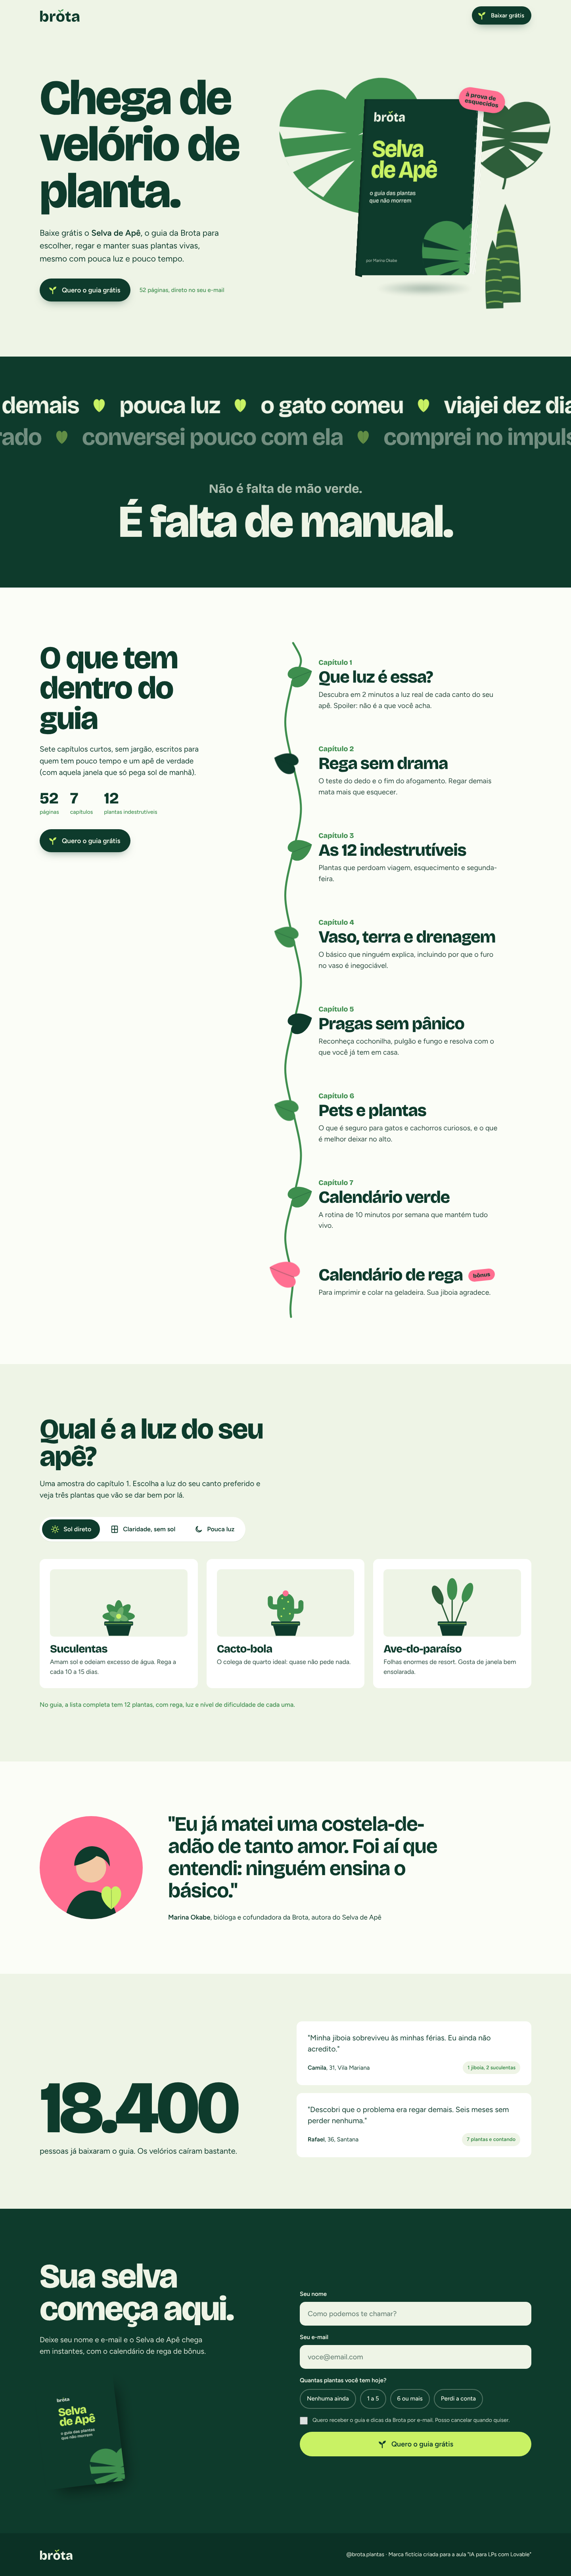 brota
Baixar grátis
Chega de
velório de
planta.
Baixe grátis o Selva de Apê, o guia da Brota para
escolher, regar e manter suas plantas vivas,
mesmo com pouca luz e pouco tempo.
Quero o guia grátis
52 páginas, direto no seu e-mail
à prova de
esquecidos
brota
Selva
de Apê
o guia das plantas
que não morrem
por Marina Okabe
demais pouca luz o gato comeu viajei dez dia
rado conversei pouco com ela comprei no impuls
Não é falta de mão verde.
É falta de manual.
O que tem
dentro do
guia
Sete capítulos curtos, sem jargão, escritos para
quem tem pouco tempo e um apê de verdade
(com aquela janela que só pega sol de manhã).
52 7 12
páginas capítulos plantas indestrutíveis
Quero o guia grátis
Capítulo 1
Que luz é essa?
Descubra em 2 minutos a luz real de cada canto do seu
apê. Spoiler: não é a que você acha.
Capítulo 2
Rega sem drama
O teste do dedo e o fim do afogamento. Regar demais
mata mais que esquecer.
Capítulo 3
As 12 indestrutíveis
Plantas que perdoam viagem, esquecimento e segunda-
feira.
Capítulo 4
Vaso, terra e drenagem
O básico que ninguém explica, incluindo por que o furo
no vaso é inegociável.
Capítulo 5
Pragas sem pânico
Reconheça cochonilha, pulgão e fungo e resolva com o
que você já tem em casa.
Capítulo 6
Pets e plantas
O que é seguro para gatos e cachorros curiosos, e o que
é melhor deixar no alto.
Capítulo 7
Calendário verde
A rotina de 10 minutos por semana que mantém tudo
vivo.
Calendário de rega bônus
Para imprimir e colar na geladeira. Sua jiboia agradece.
Qual é a luz do seu
apê?
Uma amostra do capítulo 1. Escolha a luz do seu canto preferido e
veja três plantas que vão se dar bem por lá.
Sol direto Claridade, sem sol Pouca luz
Suculentas
Amam sol e odeiam excesso de água. Rega a
cada 10 a 15 dias.
Cacto-bola
O colega de quarto ideal: quase não pede nada.
Ave-do-paraíso
Folhas enormes de resort. Gosta de janela bem
ensolarada.
No guia, a lista completa tem 12 plantas, com rega, luz e nível de dificuldade de cada uma.
"Eu já matei uma costela-de-
adão de tanto amor. Foi aí que
entendi: ninguém ensina o
básico."
Marina Okabe, bióloga e cofundadora da Brota, autora do Selva de Apê
18.400
pessoas já baixaram o guia. Os velórios caíram bastante.
"Minha jiboia sobreviveu às minhas férias. Eu ainda não
acredito."
Camila, 31, Vila Mariana
1 jiboia, 2 suculentas
"Descobri que o problema era regar demais. Seis meses sem
perder nenhuma."
Rafael, 36, Santana
7 plantas e contando
Sua selva
começa aqui.
Deixe seu nome e e-mail e o Selva de Apê chega
em instantes, com o calendário de rega de bônus.
brota
Selva
de Apê
o guia das plantas
que não morrem
Seu nome
Como podemos te chamar?
Seu e-mail
voce@email.com
Quantas plantas você tem hoje?
Nenhuma ainda 1 a 5 6 ou mais Perdi a conta
Quero receber o guia e dicas da Brota por e-mail. Posso cancelar quando quiser.
Quero o guia grátis
brota
@brota.plantas · Marca fictícia criada para a aula "IA para LPs com Lovable"